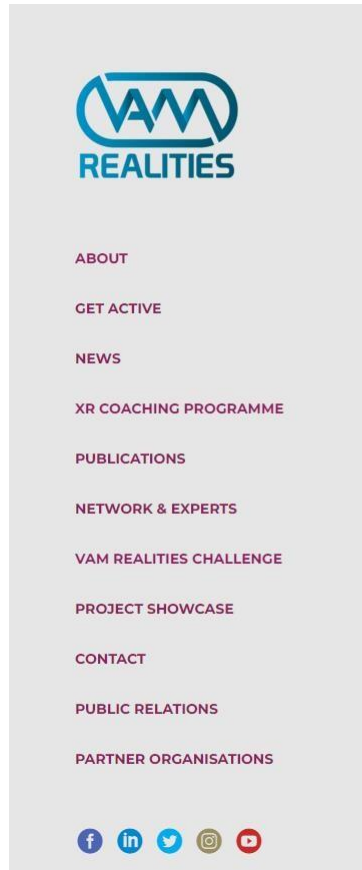 VAM
REALITIES
ABOUT
GET ACTIVE
NEWS
XR COACHING PROGRAMME
PUBLICATIONS
NETWORK & EXPERTS
VAM REALITIES CHALLENGE
PROJECT SHOWCASE
CONTACT
PUBLIC RELATIONS
PARTNER ORGANISATIONS
f in